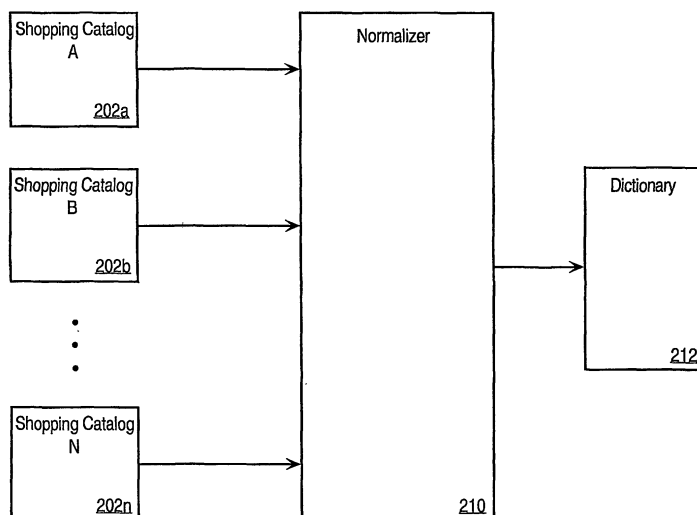 Shopping Catalog
A
202a
Normalizer
Shopping Catalog
B
202b
Dictionary
212
Shopping Catalog
N
202n
210